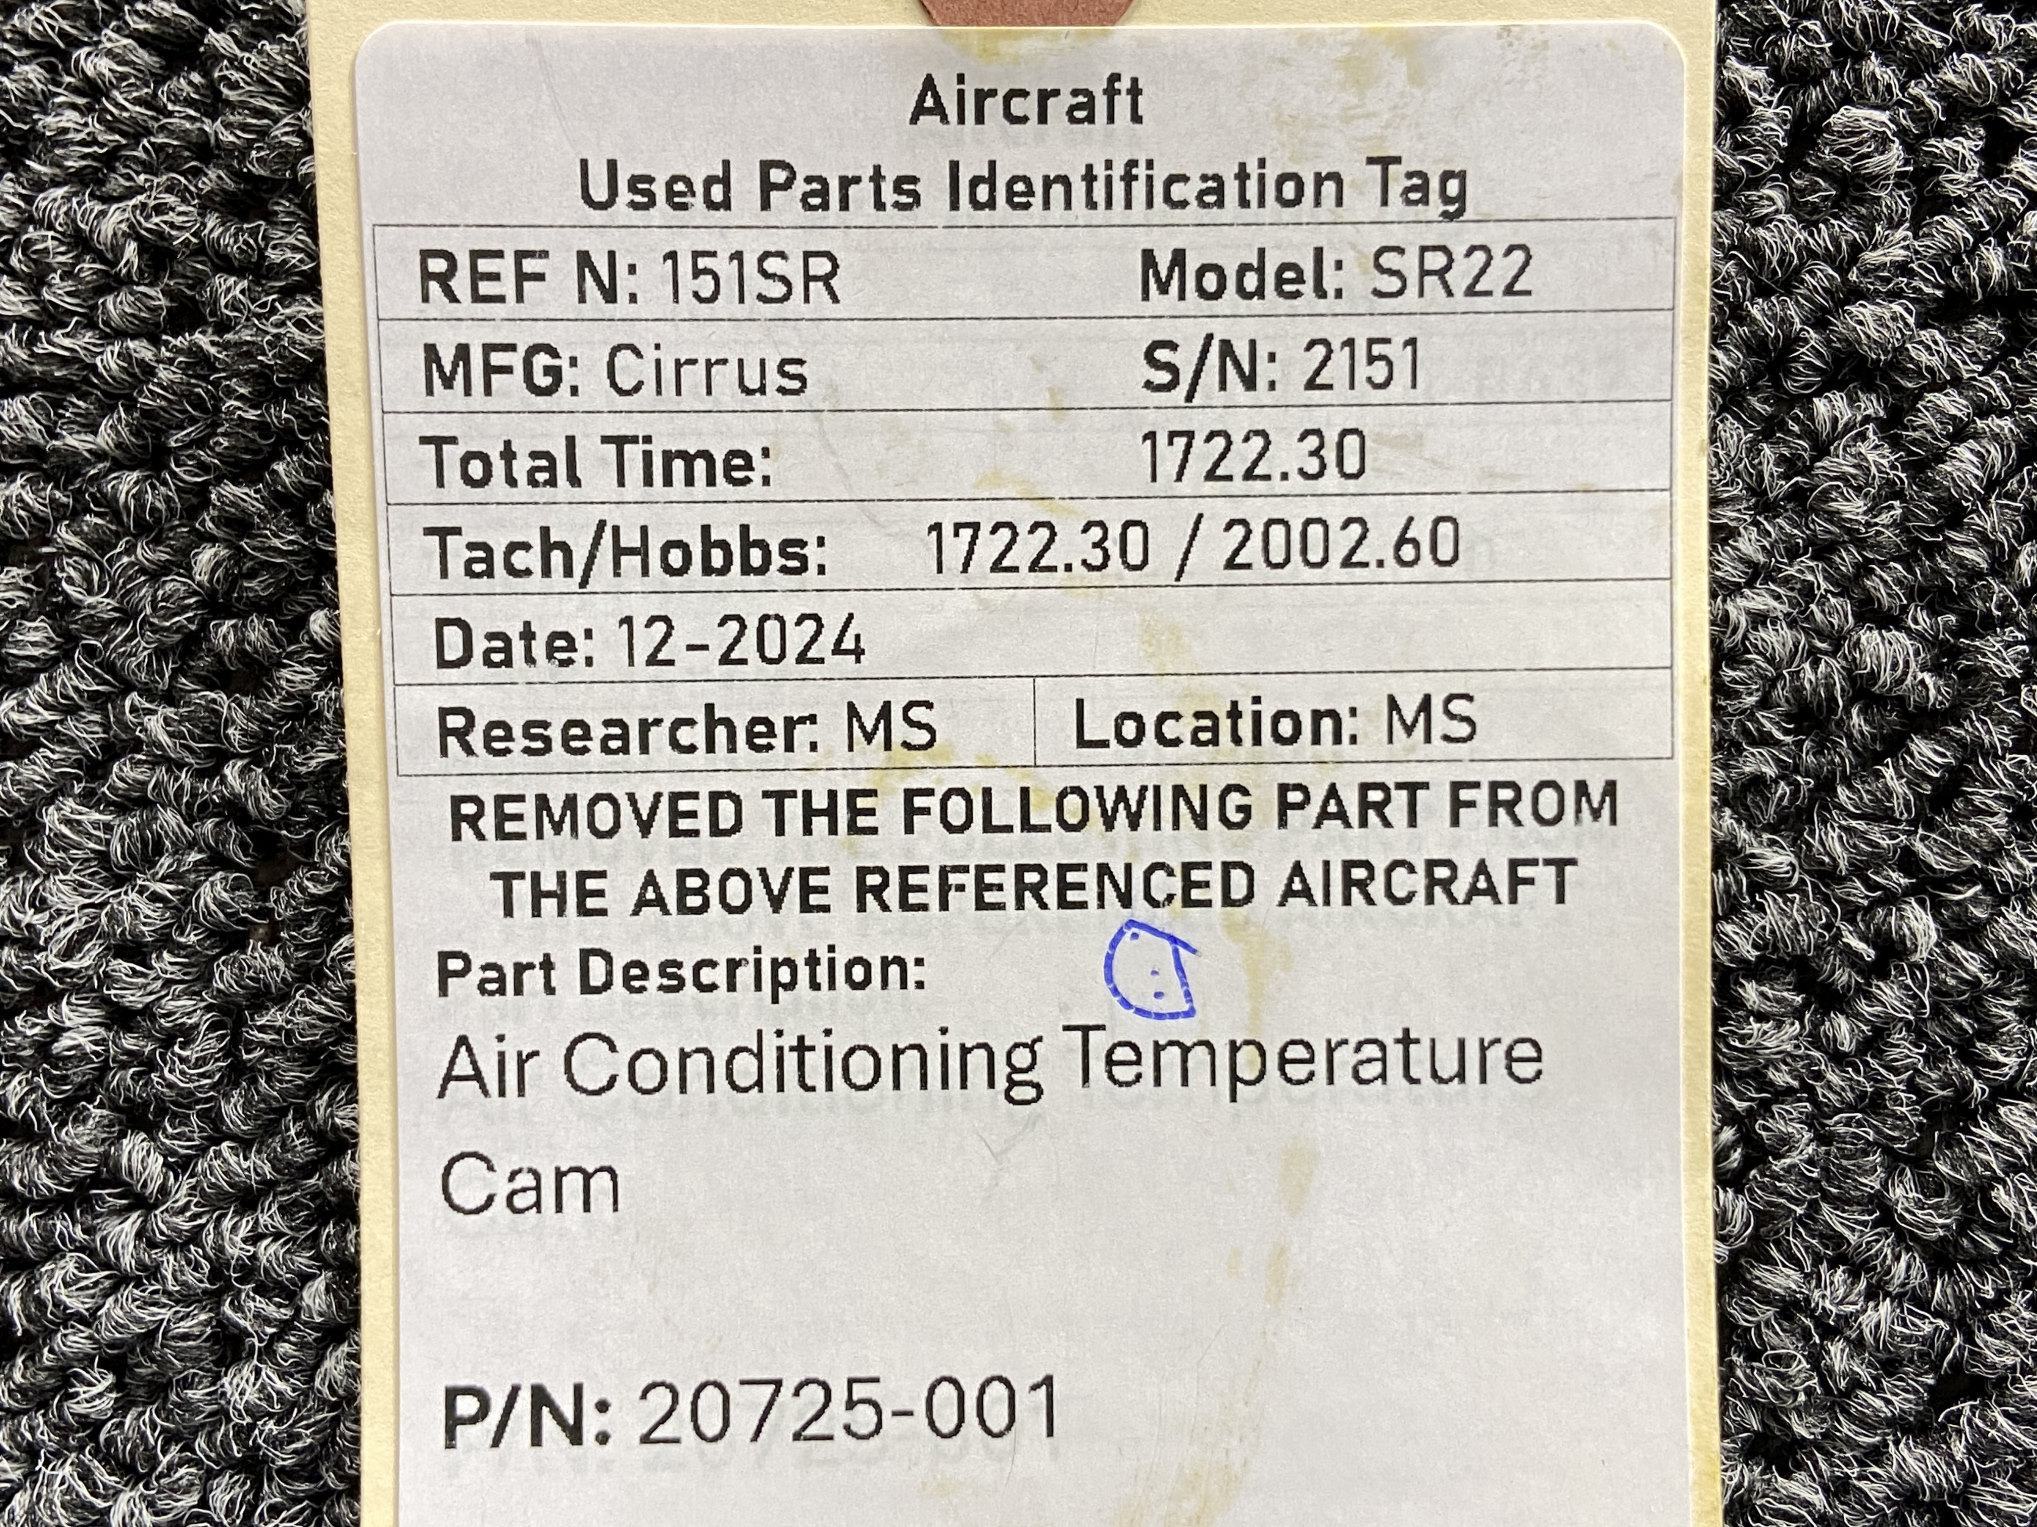 Aircraft
Used Parts Identification Tag
REF N: 151SR Model: SR22
MFG: Cirrus S/N: 2151
Total Time: 1722.30
Tach/Hobbs: 1722.30 / 2002.60
Date: 12-2024
Researcher: MS Location: MS
REMOVED THE FOLLOWING PART FROM
THE ABOVE REFERENCED AIRCRAFT
Part Description:
Air Conditioning Temperature
Cam
P/N: 20725-001